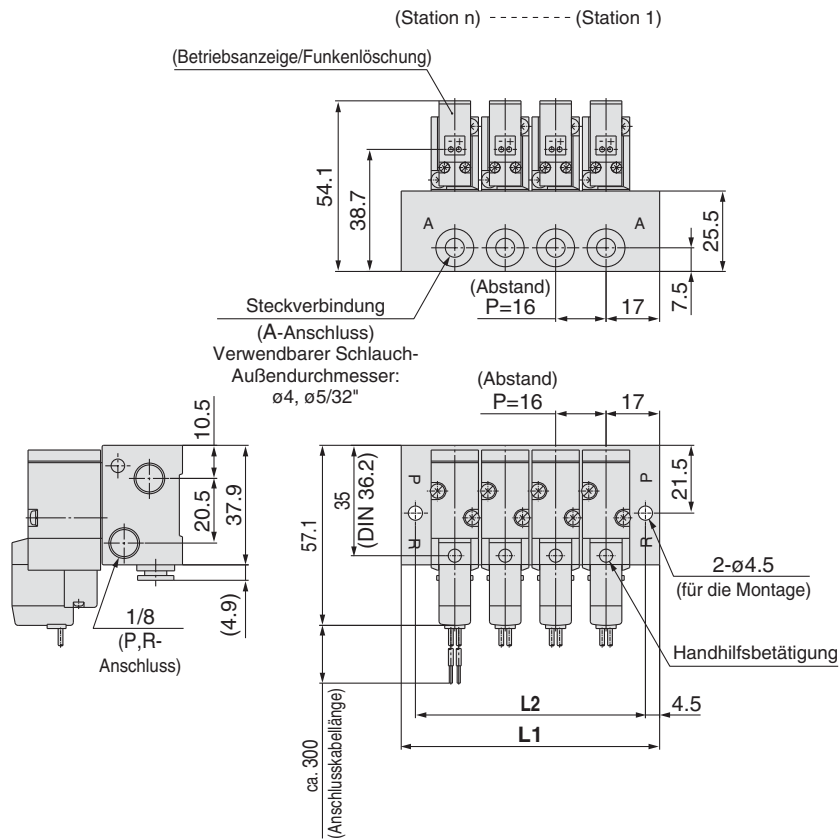 (Station n) -------- (Station 1)
(Betriebsanzeige/Funkenlöschung)
54.1
38.7
- +
- +
- +
- +
A
A
25.5
7.5
Steckverbindung
(A-Anschluss)
Verwendbarer Schlauch-
Außendurchmesser:
ø4, ø5/32"
(Abstand)
P=16
17
(Abstand)
P=16
17
10.5
20.5
37.9
(4.9)
1/8
(P,R-
Anschluss)
57.1
35
(DIN 36.2)
P
R
P
R
21.5
2-ø4.5
(für die Montage)
Handhilfsbetätigung
L2
4.5
L1
ca. 300
(Anschlusskabellänge)